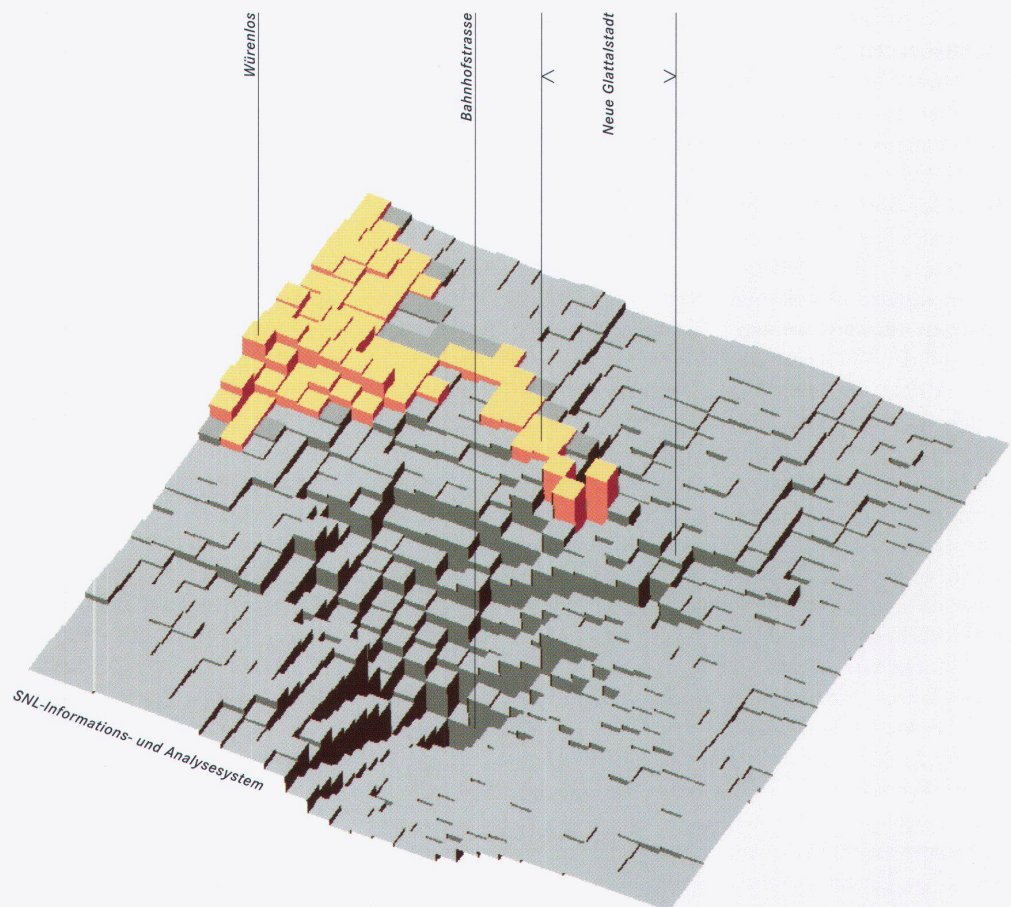 Würenlos
Bahnhofstrasse
Neue Glattalstadt
SNL-Informations- und Analysesystem